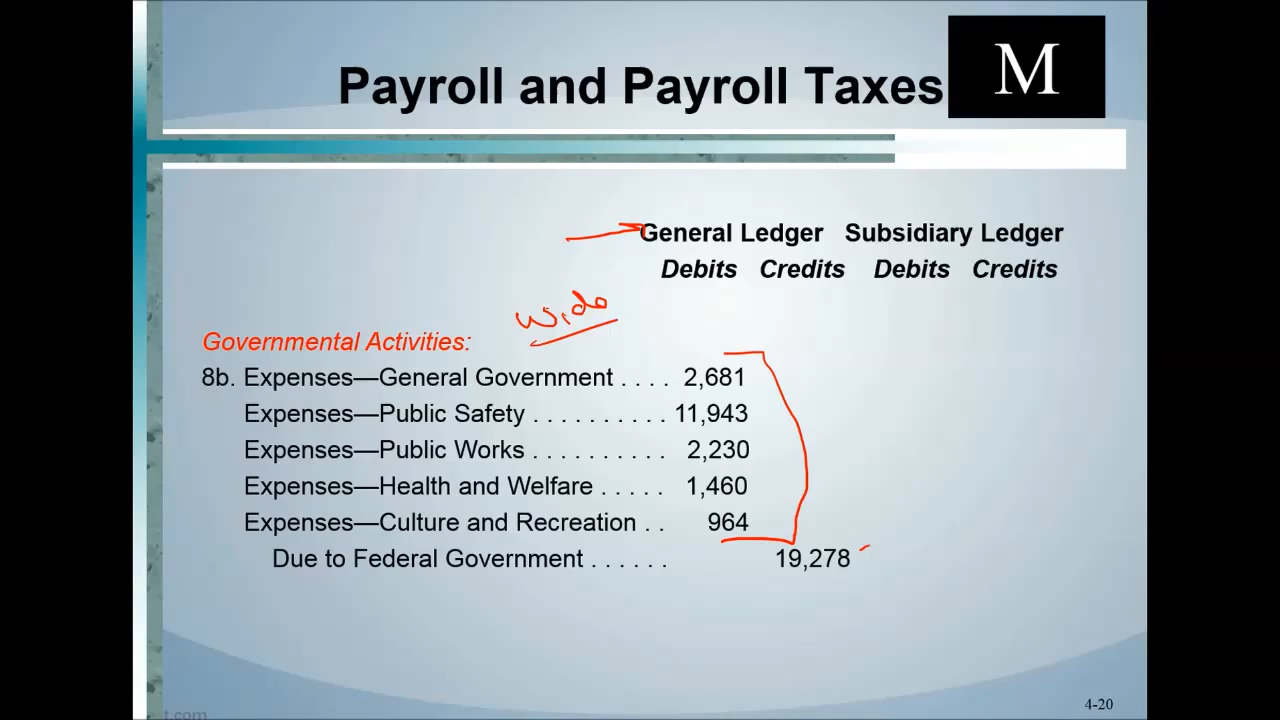 M
Payroll and Payroll Taxes
General Ledger Subsidiary Ledger
Debits Credits Debits Credits
wide
Governmental Activities:
8b. Expenses—General Government . . . . 2,681
Expenses—Public Safety . . . . . . . . . . 11,943
Expenses—Public Works . . . . . . . . . . 2,230
Expenses—Health and Welfare . . . . . 1,460
Expenses—Culture and Recreation . . 964
Due to Federal Government . . . . . . 19,278
4-20
t.com